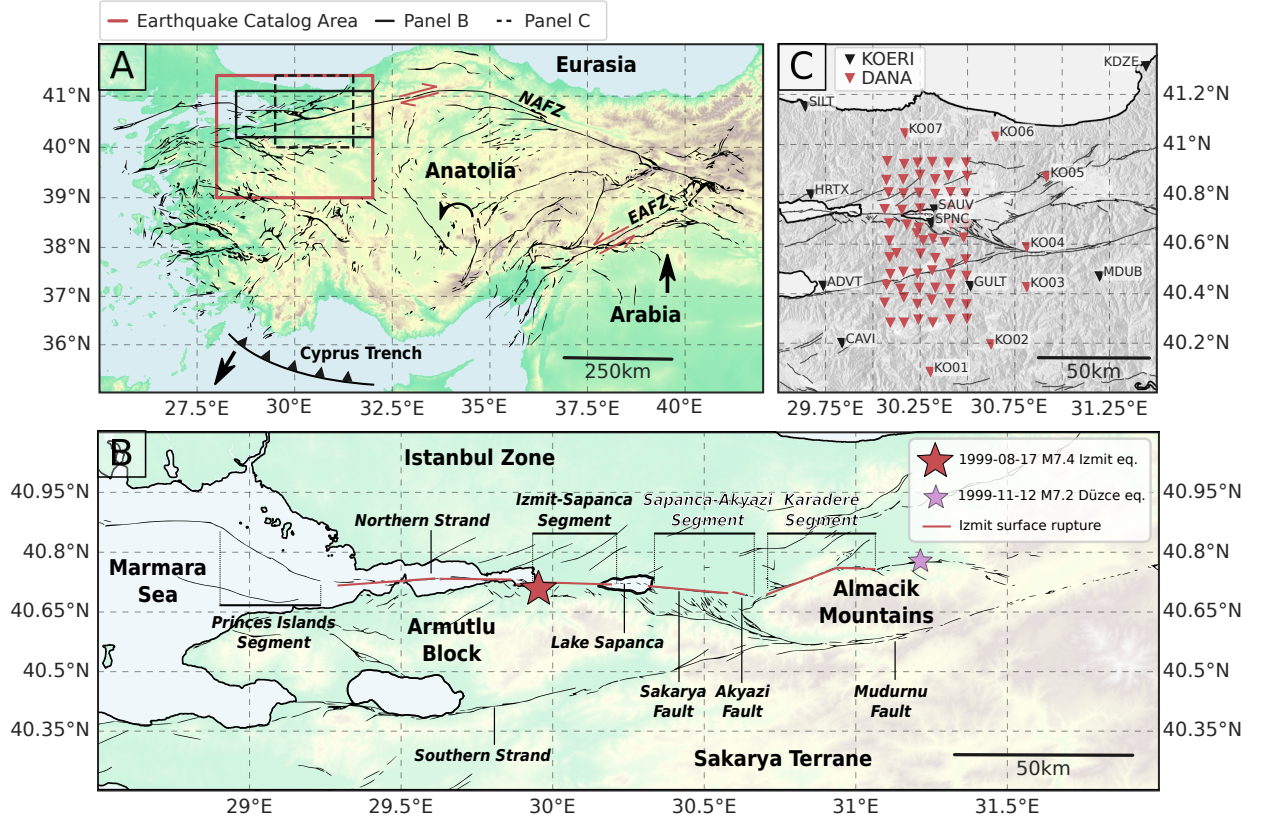 Earthquake Catalog Area Panel B Panel C
A
Eurasia
NAFZ
Anatolia
EAFZ
Arabia
Cyprus Trench
250km
41°N
40°N
39°N
38°N
37°N
36°N
27.5°E 30°E 32.5°E 35°E 37.5°E 40°E
C
KOERI
DANA
KDZE
SILT
KO07
KO06
KO05
HRTX
SAUV
SPNC
KO04
MDUB
ADVT
GULT
KO03
CAVI
KO02
KO01
50km
41.2°N
41°N
40.8°N
40.6°N
40.4°N
40.2°N
29.75°E 30.25°E 30.75°E 31.25°E
B
Istanbul Zone
1999-08-17 M7.4 Izmit eq.
1999-11-12 M7.2 Düzce eq.
Izmit surface rupture
Northern Strand
Izmit-Sapanca
Segment
Sapanca-Akyazi
Segment
Karadere
Segment
Marmara
Sea
Princes Islands
Segment
Armutlu
Block
Lake Sapanca
Almacik
Mountains
Sakarya
Fault
Akyazi
Fault
Mudurnu
Fault
Southern Strand
Sakarya Terrane
50km
40.95°N 40.95°N
40.8°N 40.8°N
40.65°N 40.65°N
40.5°N 40.5°N
40.35°N 40.35°N
29°E 29.5°E 30°E 30.5°E 31°E 31.5°E